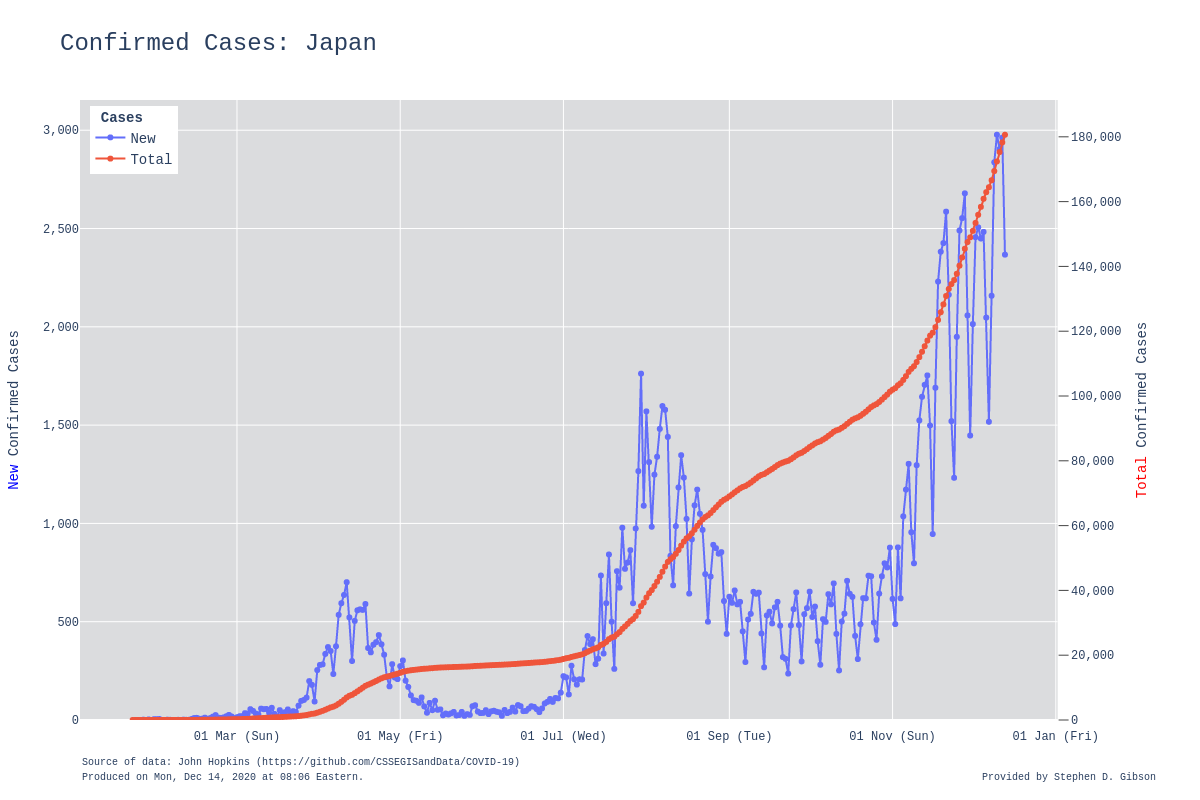 Confirmed Cases: Japan
Cases
New
Total
3,000
2,500
2,000
1,500
1,000
500
0
New Confirmed Cases
180,000
160,000
140,000
120,000
100,000
80,000
60,000
40,000
20,000
0
Total Confirmed Cases
01 Mar (Sun) 01 May (Fri) 01 Jul (Wed) 01 Sep (Tue) 01 Nov (Sun) 01 Jan (Fri)
Source of data: John Hopkins (https://github.com/CSSEGISandData/COVID-19)
Produced on Mon, Dec 14, 2020 at 08:06 Eastern.
Provided by Stephen D. Gibson